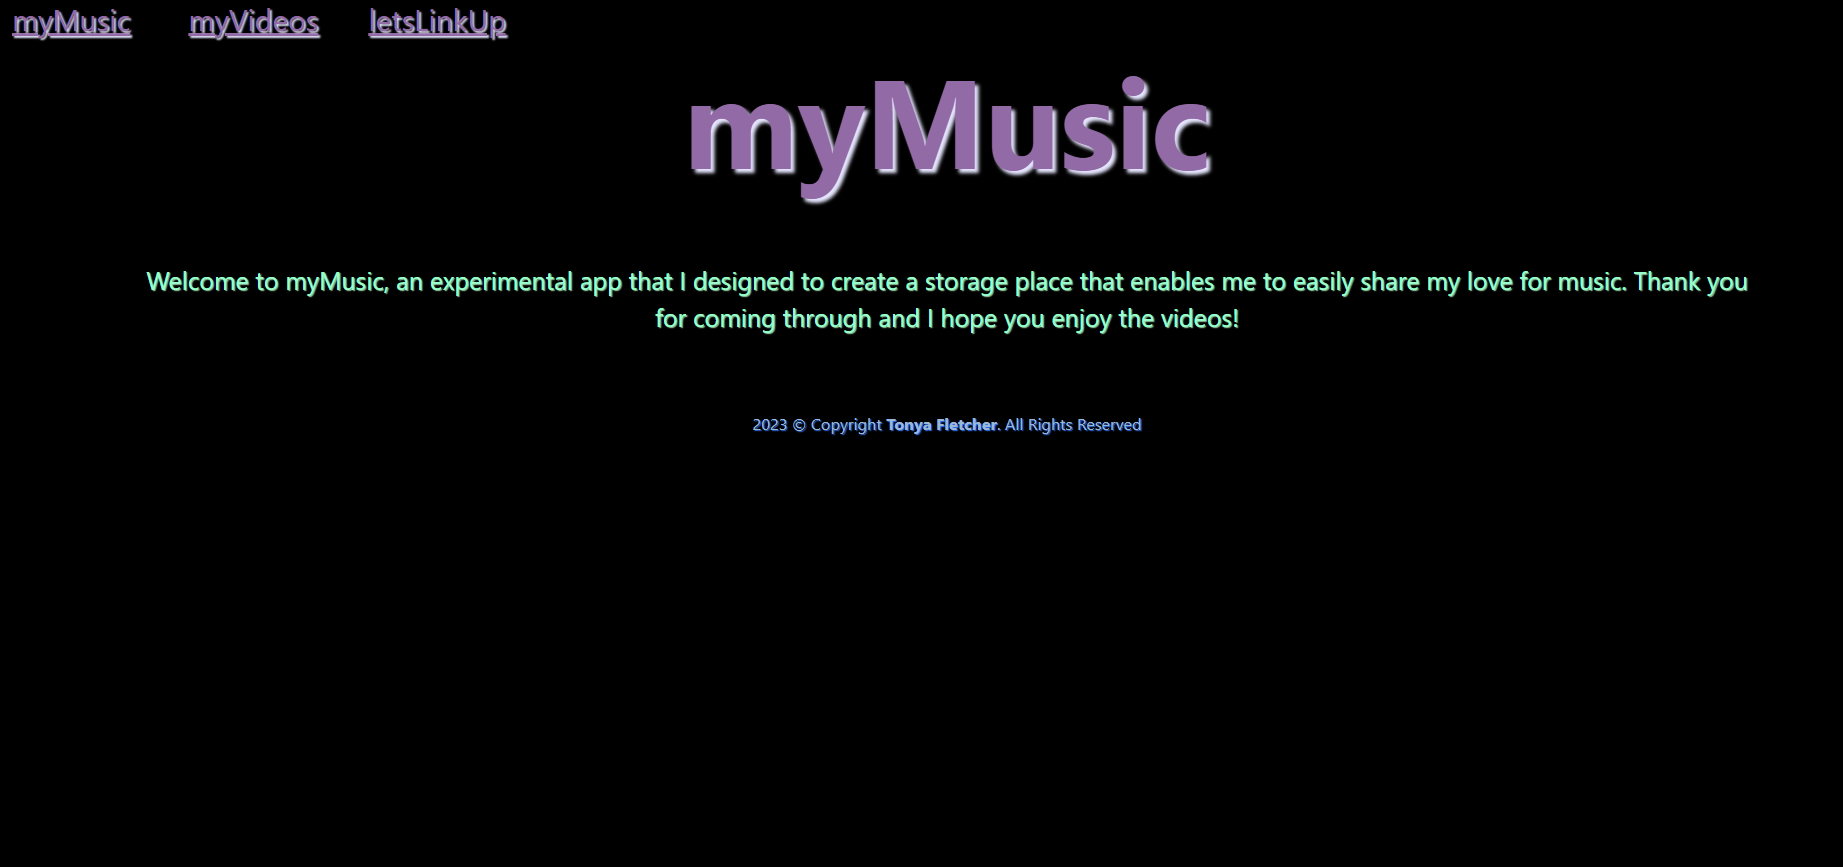 myMusic myVideos letsLinkUp
myMusic
Welcome to myMusic, an experimental app that I designed to create a storage place that enables me to easily share my love for music. Thank you
for coming through and I hope you enjoy the videos!
2023 © Copyright Tonya Fletcher. All Rights Reserved